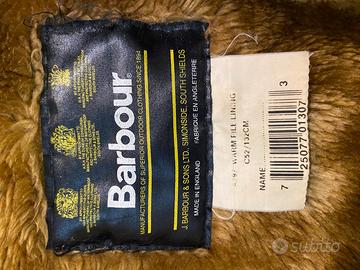 Barbour®
MANUFACTURERS OF SUPERIOR OUTDOOR CLOTHING SINCE 1894
J. BARBOUR & SONS LTD., SIMONSIDE, SOUTH SHIELDS
MADE IN ENGLAND FABRIQUE EN ANGLETERRE
WARM PILE LINING
C52/132CM
NAME
7 25077 01307 3
subito